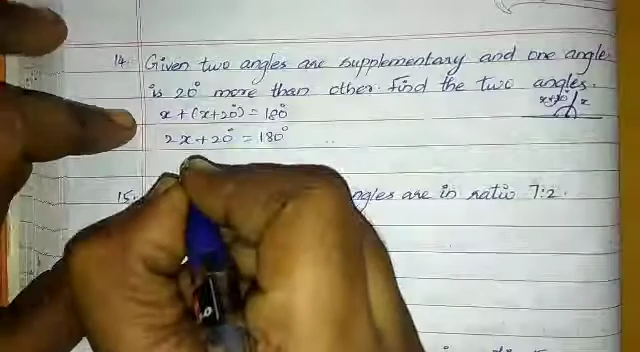 14. Given two angles are supplementary and one angle
is 20° more than other. Find the two angles.
x + (x+20°) = 180°
x+20° x
2x + 20° = 180°
15. ngles are in ratio 7:2.